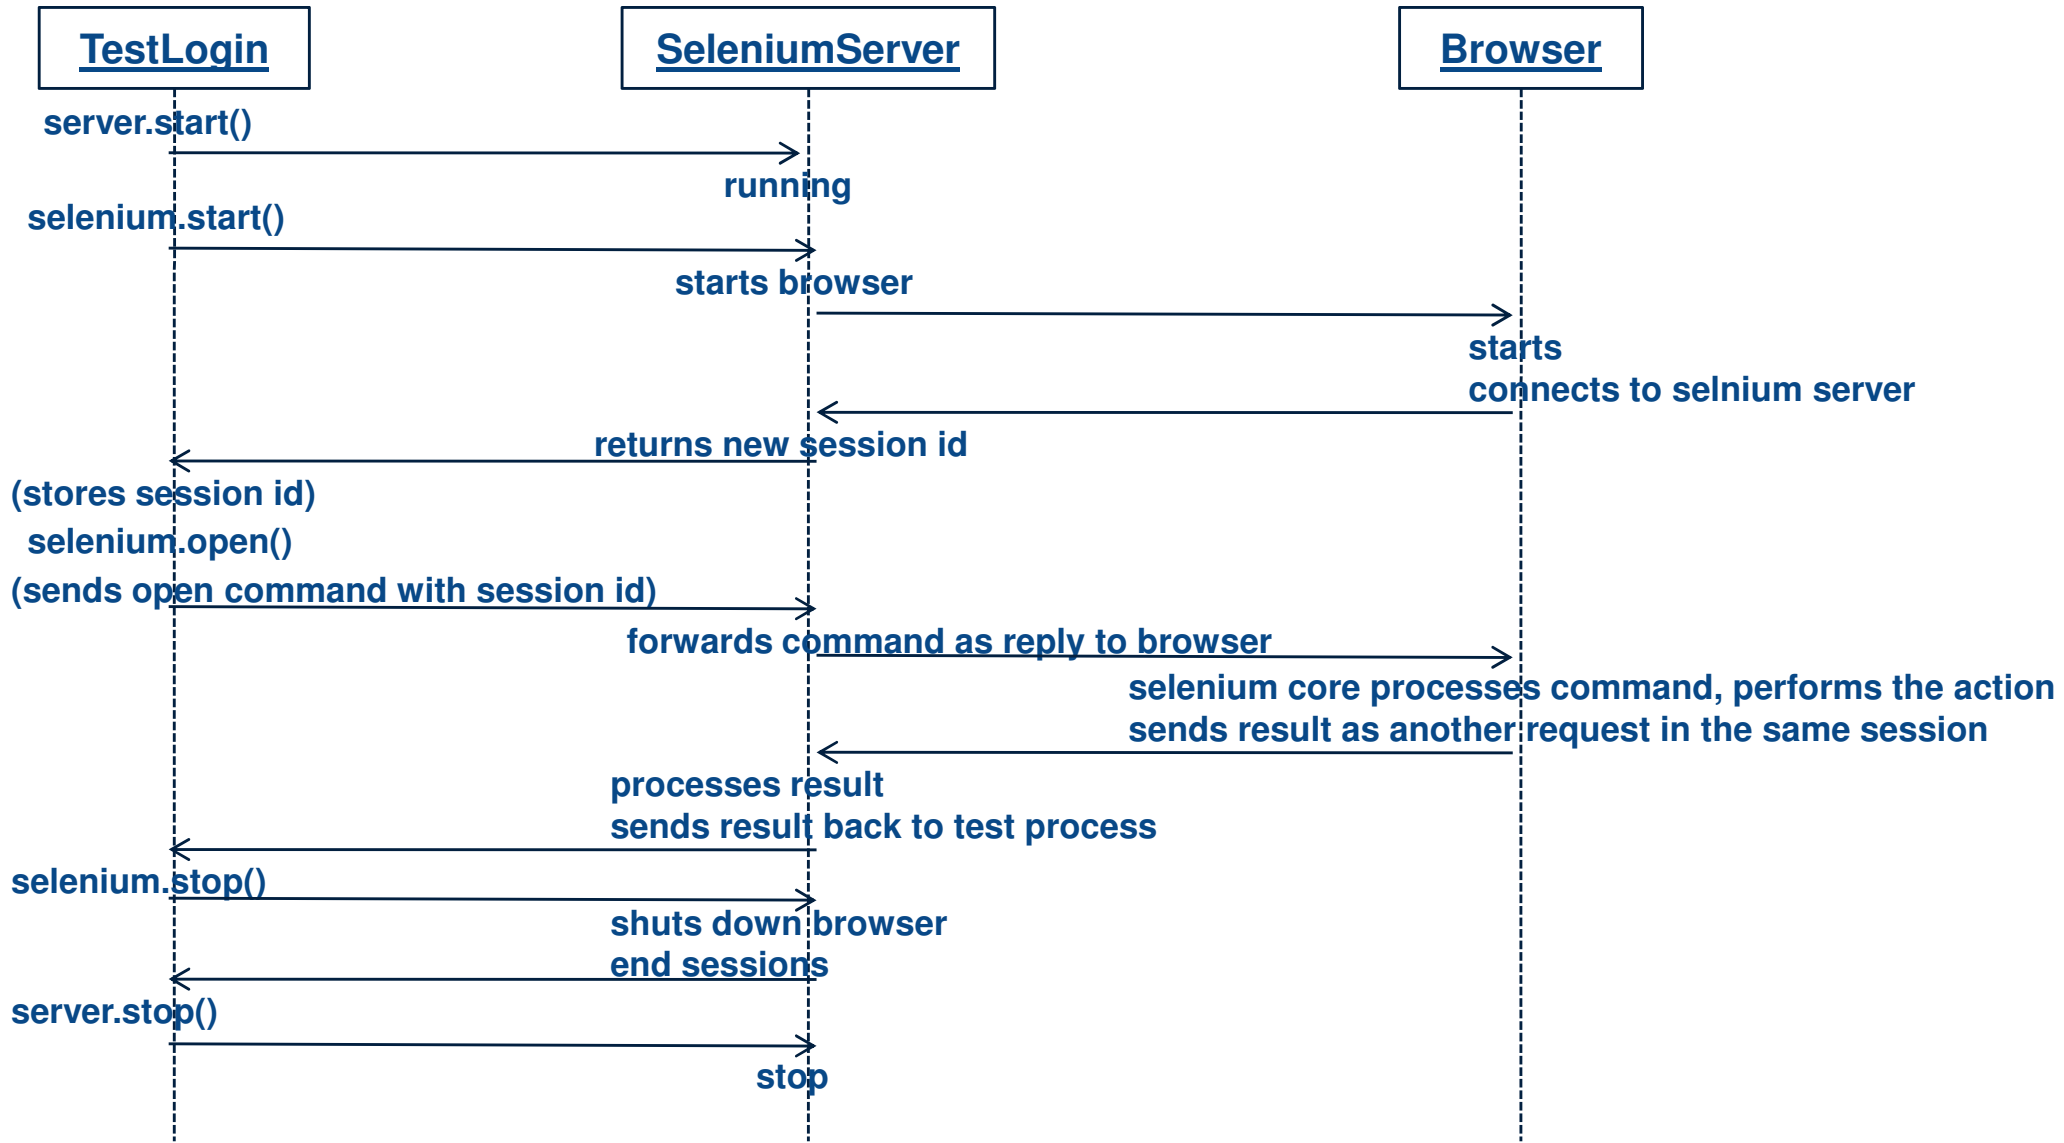 TestLogin
SeleniumServer
Browser
server.start()
running
selenium.start()
starts browser
starts
connects to selnium server
returns new session id
(stores session id)
selenium.open()
(sends open command with session id)
forwards command as reply to browser
selenium core processes command, performs the action
sends result as another request in the same session
processes result
sends result back to test process
selenium.stop()
shuts down browser
end sessions
server.stop()
stop